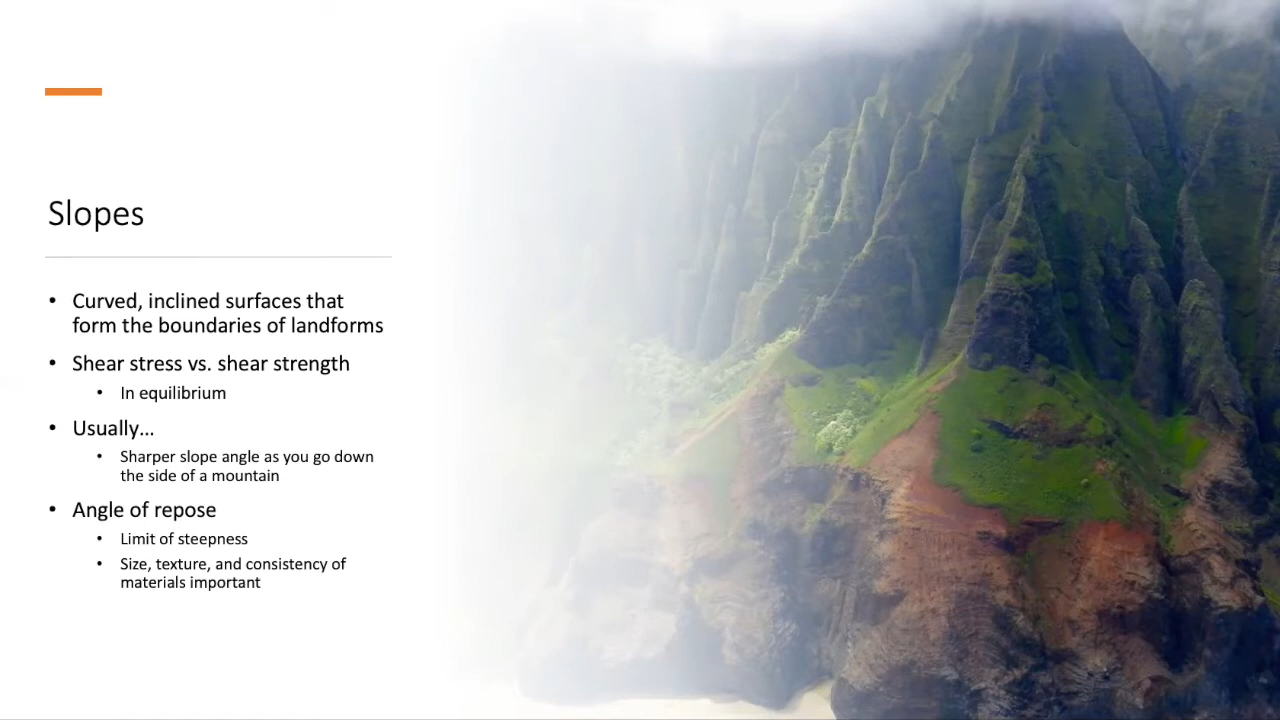 Slopes
• Curved, inclined surfaces that
form the boundaries of landforms
• Shear stress vs. shear strength
• In equilibrium
• Usually...
• Sharper slope angle as you go down
the side of a mountain
• Angle of repose
• Limit of steepness
• Size, texture, and consistency of
materials important